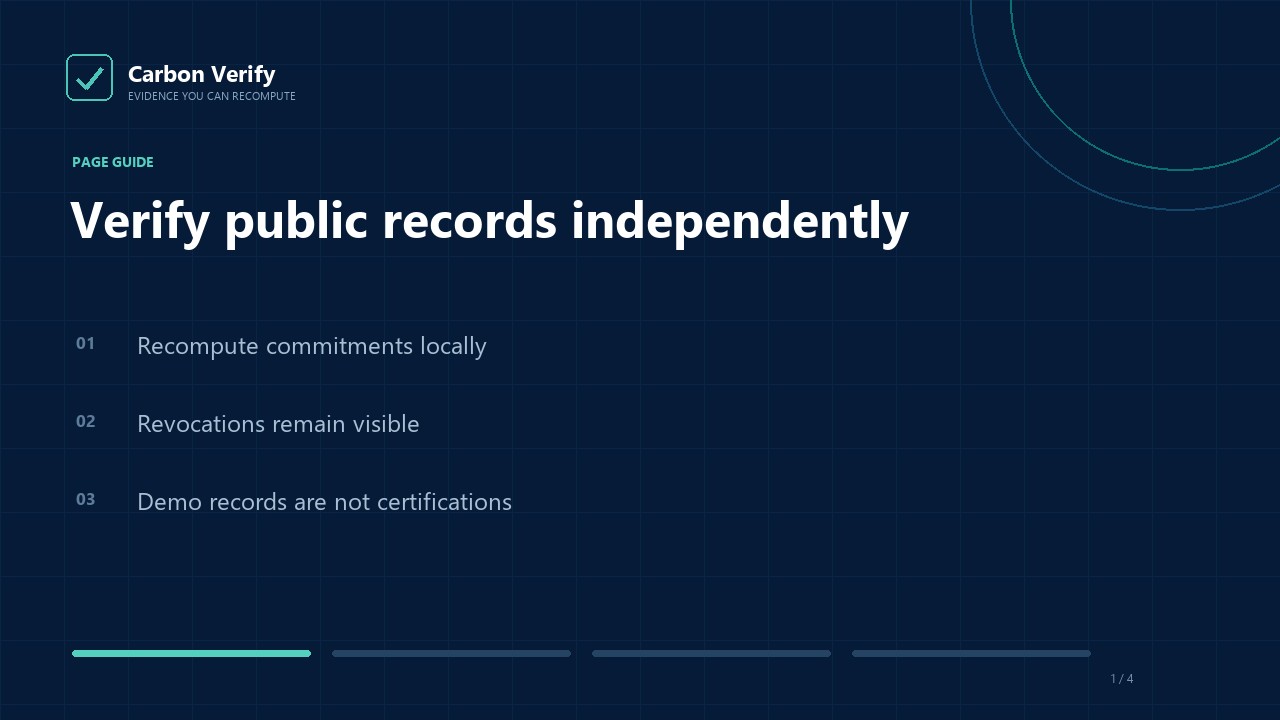 Carbon Verify
EVIDENCE YOU CAN RECOMPUTE
PAGE GUIDE
Verify public records independently
01 Recompute commitments locally
02 Revocations remain visible
03 Demo records are not certifications
1 / 4